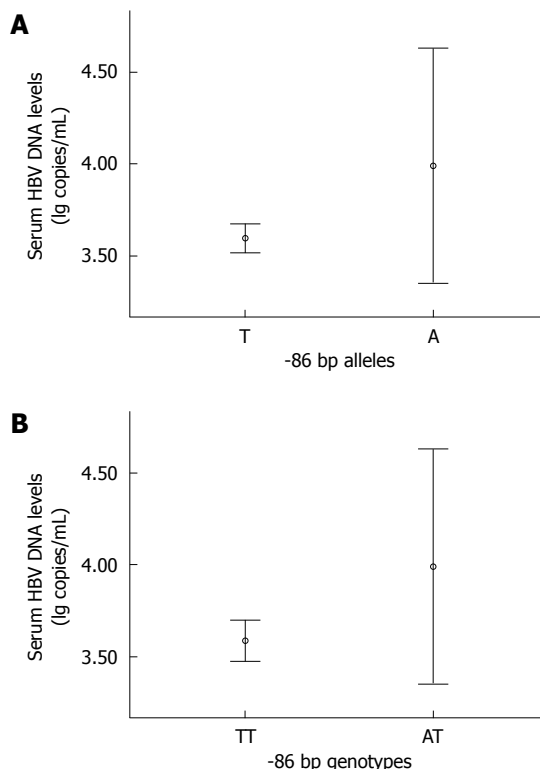 A
Serum HBV DNA levels
(lg copies/mL)
4.50
4.00
3.50
T A
-86 bp alleles
B
Serum HBV DNA levels
(lg copies/mL)
4.50
4.00
3.50
TT AT
-86 bp genotypes